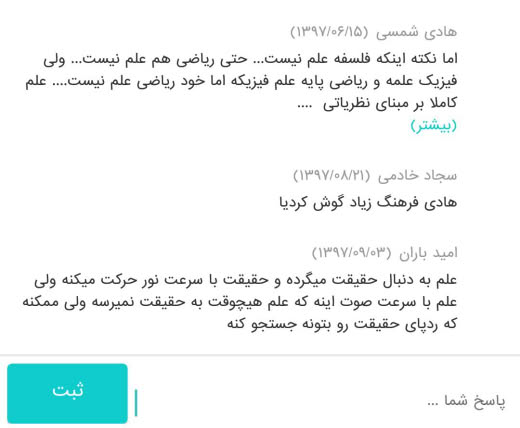 هادی شمسی (۱۳۹۷/۰۶/۱۵)
اما نکته اینکه فلسفه علم نیست... حتی ریاضی هم علم نیست... ولی
فیزیک علمه و ریاضی پایه علم فیزیکه اما خود ریاضی علم نیست.... علم
کاملا بر مبنای نظریاتی ....
(بیشتر)
سجاد خادمی (۱۳۹۷/۰۸/۲۱)
هادی فرهنگ زیاد گوش کردیا
امید باران (۱۳۹۷/۰۹/۰۳)
علم به دنبال حقیقت میگرده و حقیقت با سرعت نور حرکت میکنه ولی
علم با سرعت صوت اینه که علم هیچوقت به حقیقت نمیرسه ولی ممکنه
که ردپای حقیقت رو بتونه جستجو کنه
پاسخ شما ...
ثبت